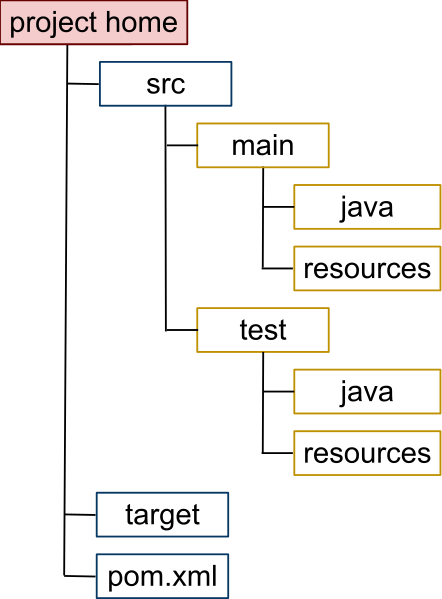 project home
src
main
java
resources
test
java
resources
target
pom.xml